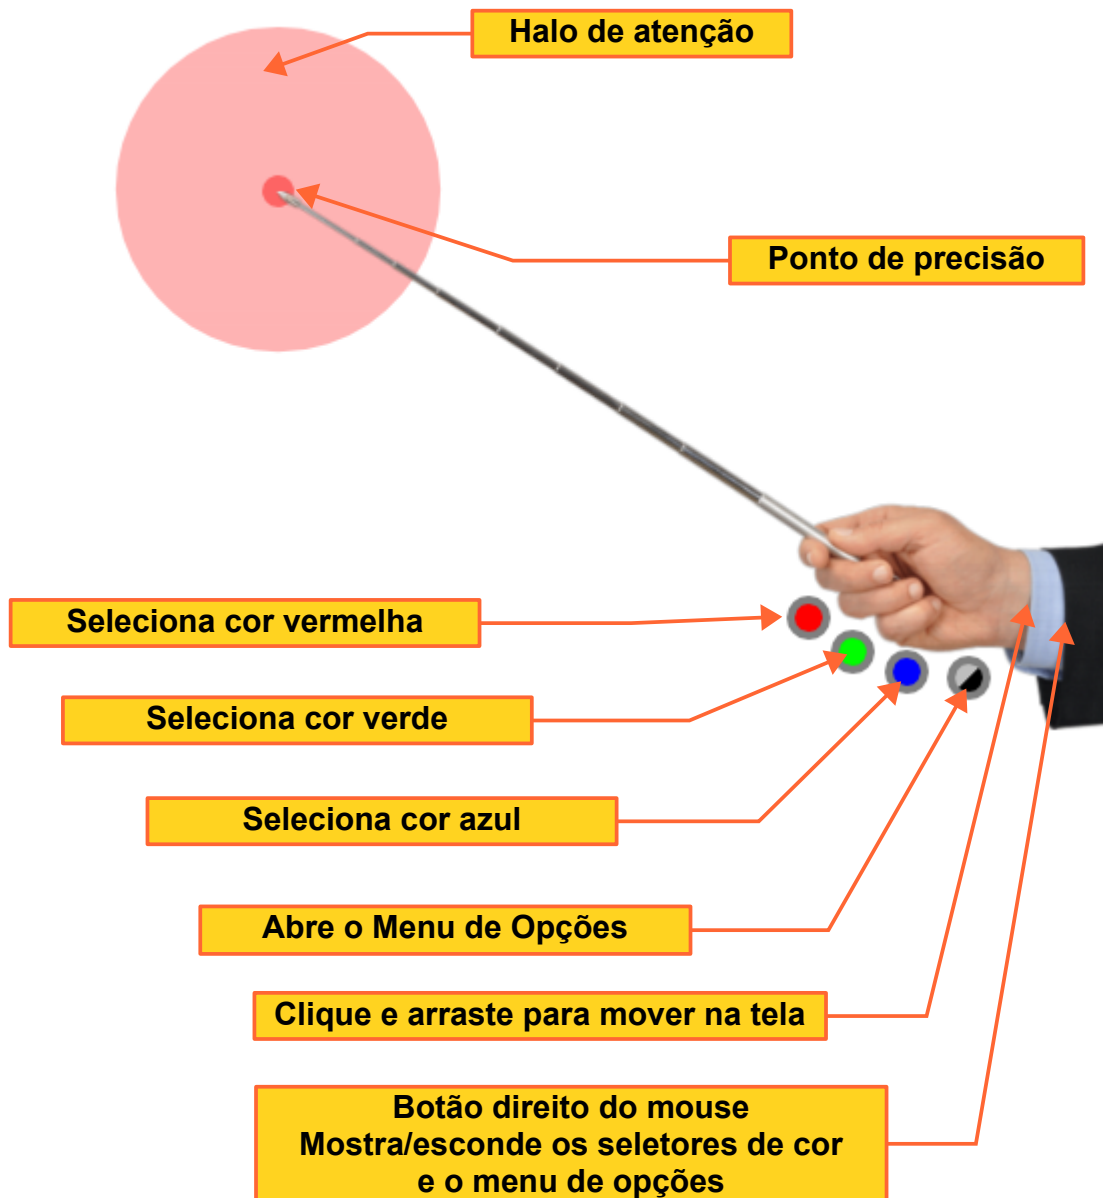 Halo de atenção
Ponto de precisão
Seleciona cor vermelha
Seleciona cor verde
Seleciona cor azul
Abre o Menu de Opções
Clique e arraste para mover na tela
Botão direito do mouse
Mostra/esconde os seletores de cor
e o menu de opções